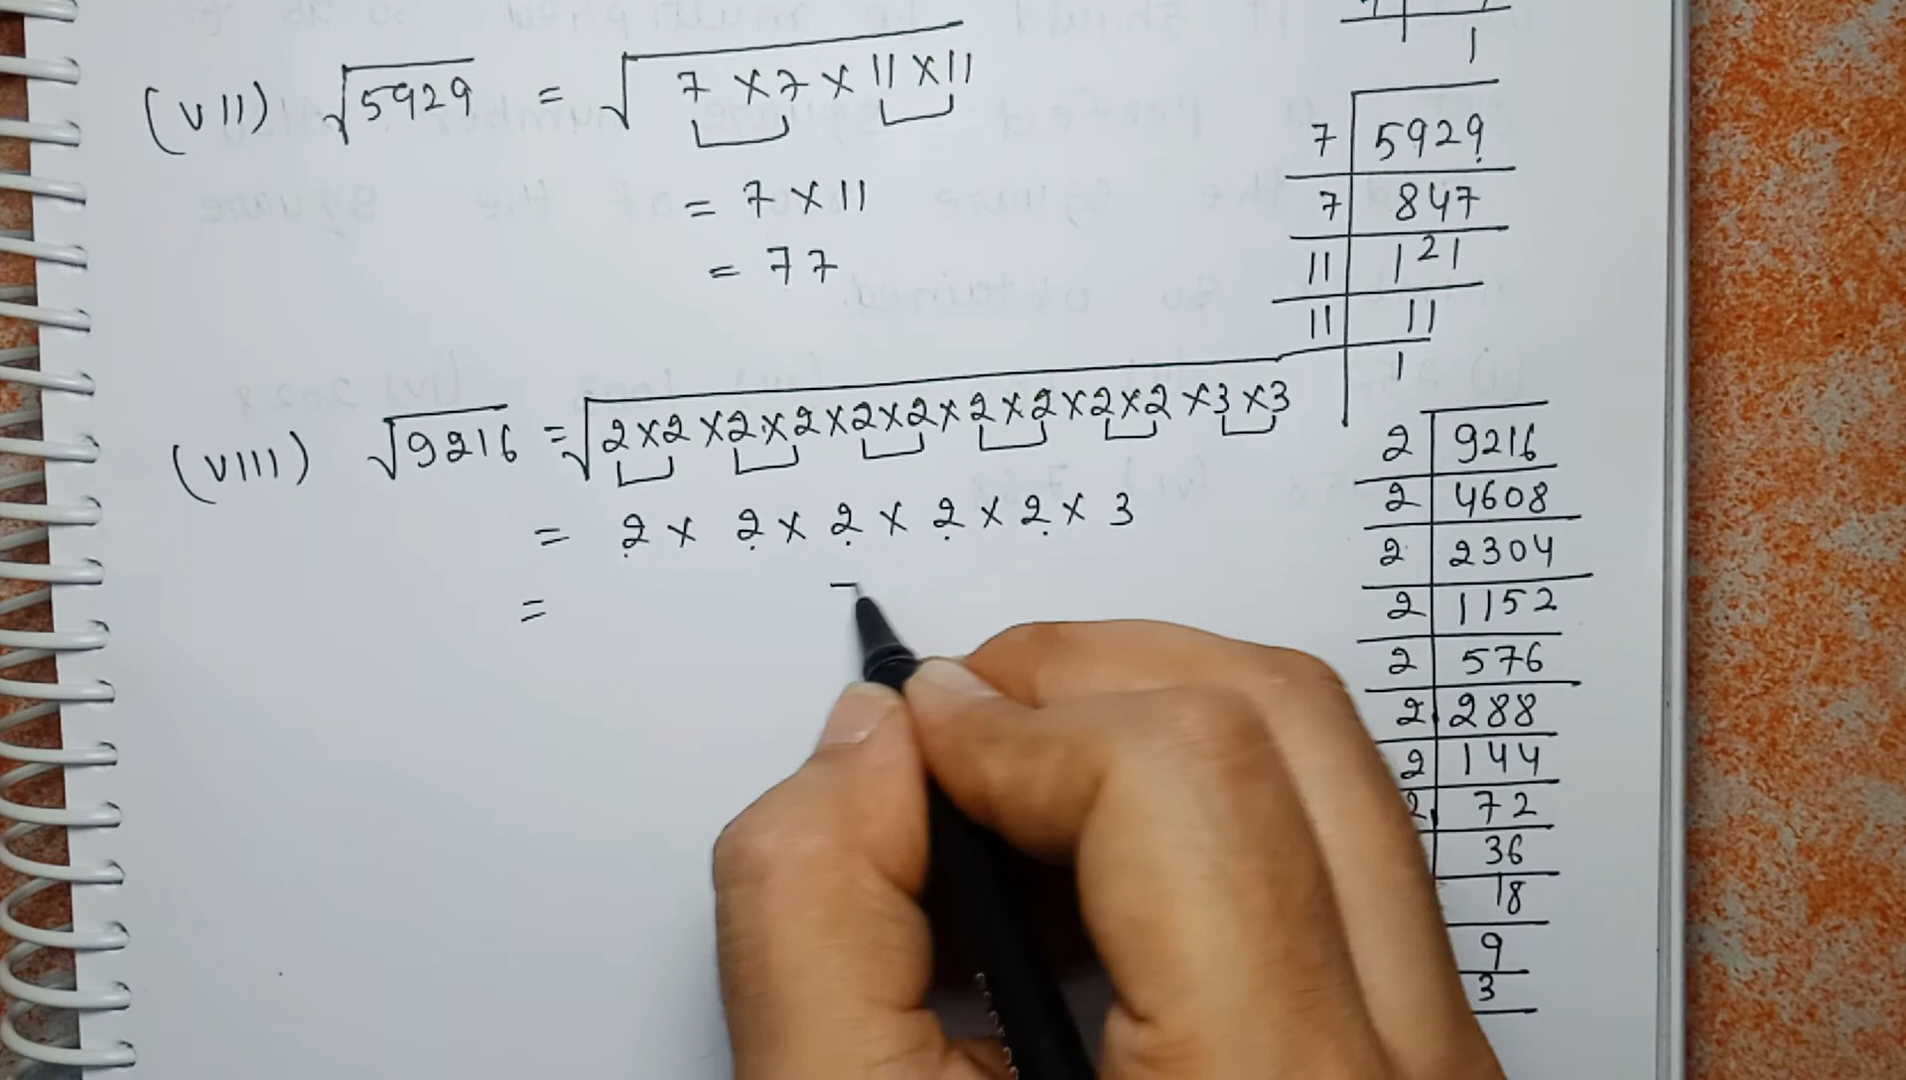 (VII) √5929 = √7 × 7 × 11 × 11
= 7 × 11
= 77
(VIII) √9216 = √2×2×2×2×2×2×2×2×2×2×3×3
= 2 × 2 × 2 × 2 × 2 × 3
=
1
7 | 5929
7 | 847
11 | 121
11 | 11
1
2 | 9216
2 | 4608
2 | 2304
2 | 1152
2 | 576
2 | 288
2 | 144
2 | 72
36
18
9
3